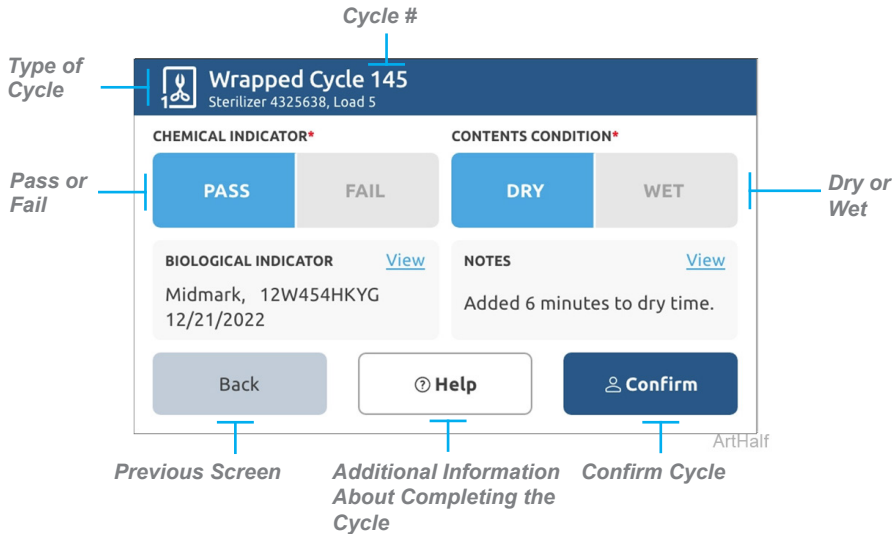 Cycle #
Type of
Cycle
Wrapped Cycle 145
1
Sterilizer 4325638, Load 5
CHEMICAL INDICATOR* CONTENTS CONDITION*
Pass or
Fail
PASS FAIL DRY WET
Dry or
Wet
BIOLOGICAL INDICATOR View NOTES View
Midmark, 12W454HKYG
12/21/2022
Added 6 minutes to dry time.
Back ? Help Confirm
ArtHalf
Previous Screen
Additional Information
About Completing the
Cycle
Confirm Cycle